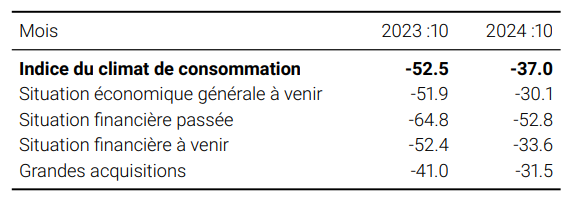 Mois 2023 :10 2024 :10
Indice du climat de consommation -52.5 -37.0
Situation économique générale à venir -51.9 -30.1
Situation financière passée -64.8 -52.8
Situation financière à venir -52.4 -33.6
Grandes acquisitions -41.0 -31.5